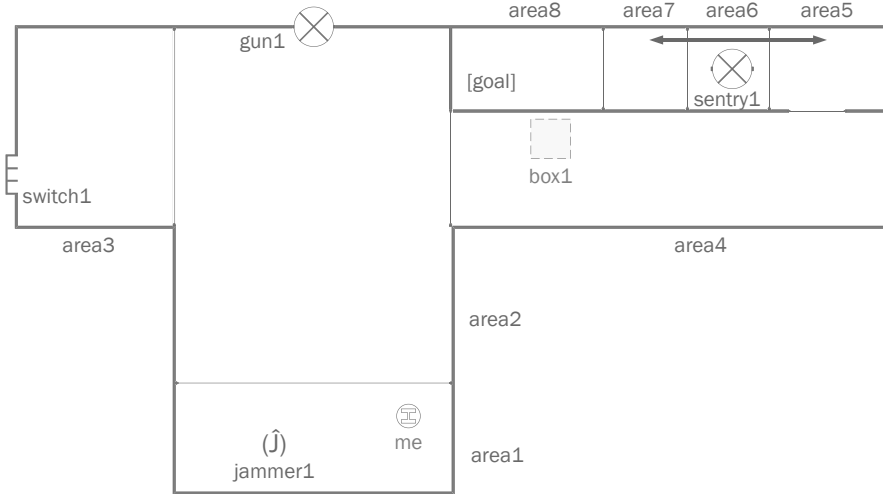 area8
area7
area6
area5
gun1
[goal]
sentry1
box1
switch1
area3
area4
area2
(Ĵ)
me
jammer1
area1